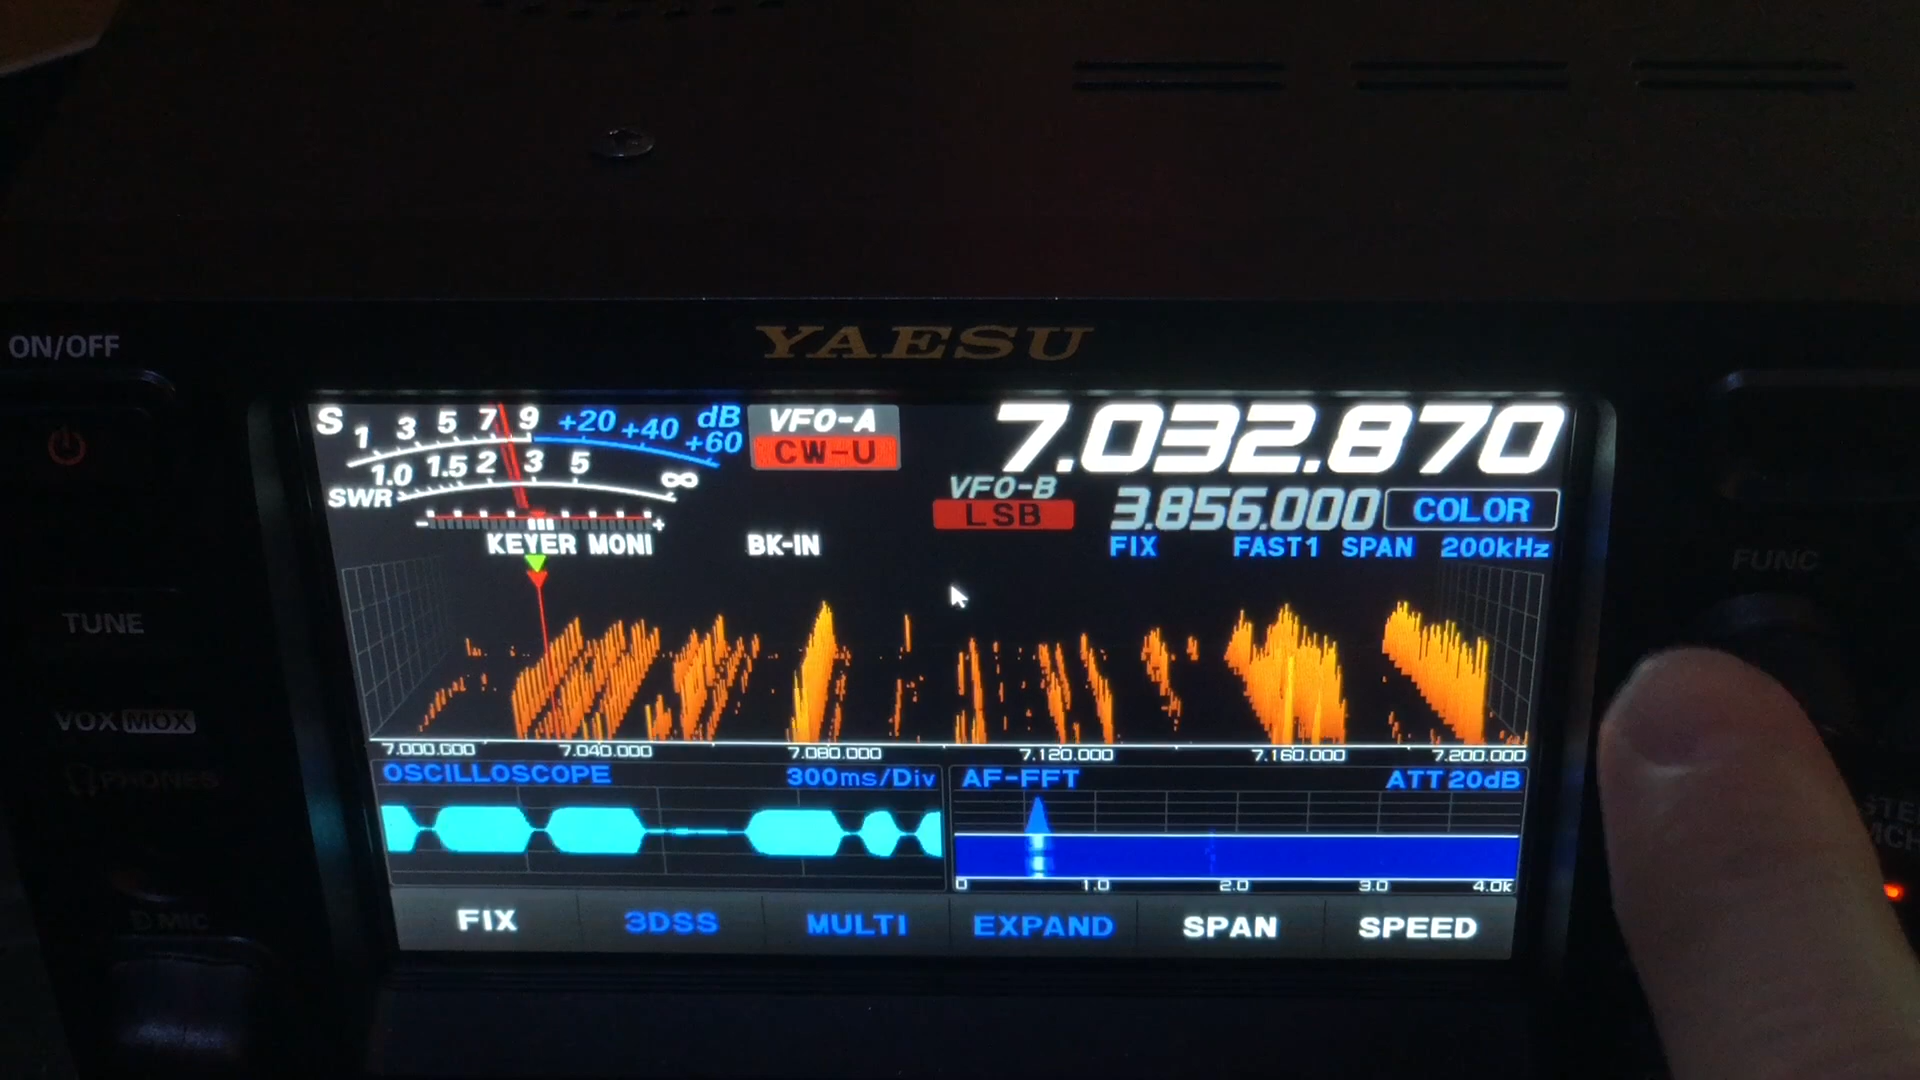 YAESU
ON/OFF
S 1 3 5 7 9 +20 +40 +60 dB
VFO-A
CW-U
7.032.870
1.0 1.5 2 3 5 ∞
SWR
VFO-B
LSB
3.856.000
COLOR
- +
KEYER MONI
BK-IN
FIX FAST1 SPAN 200kHz
FUNC
TUNE
VOX MOX
PHONES
7.000.000 7.040.000 7.080.000 7.120.000 7.160.000 7.200.000
OSCILLOSCOPE 300ms/Div
AF-FFT ATT 20dB
0 1.0 2.0 3.0 4.0k
MIC
FIX 3DSS MULTI EXPAND SPAN SPEED